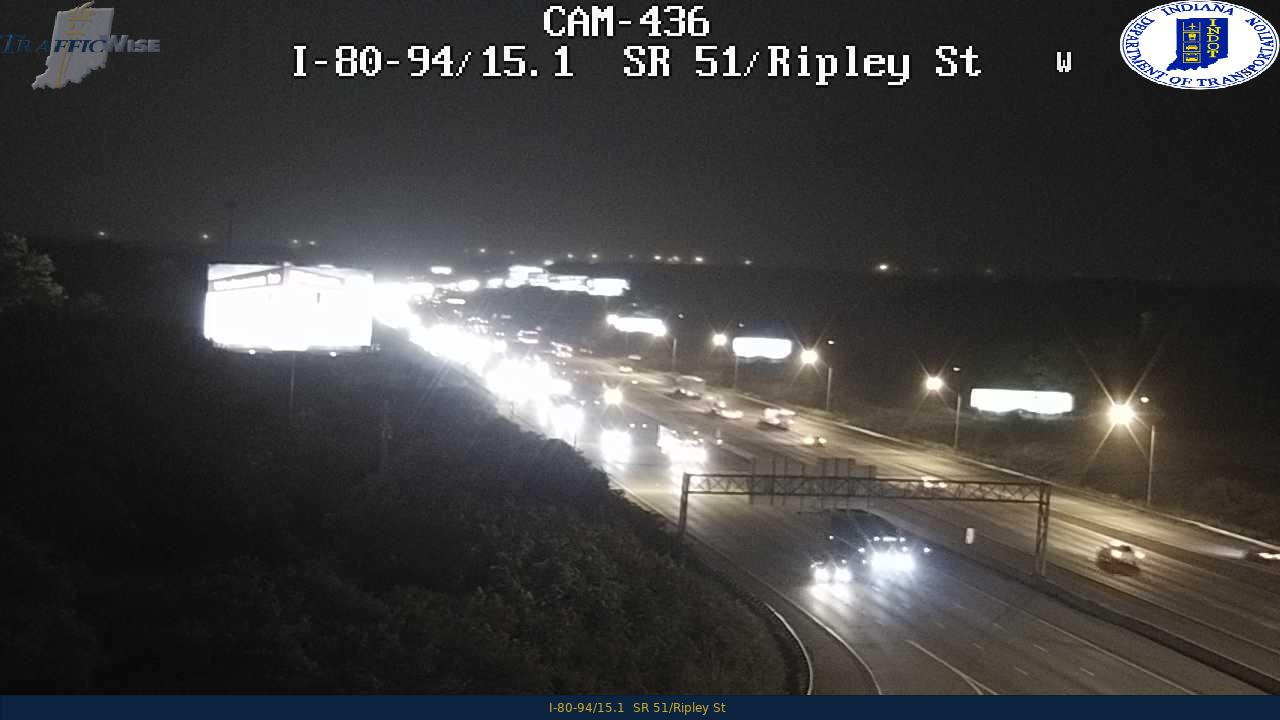 CAM-436
TRAFFICWISE
I-80-94/15.1 SR 51/Ripley St W
INDIANA
DEPARTMENT OF TRANSPORTATION
INDOT
I-80-94/15.1 SR 51/Ripley St